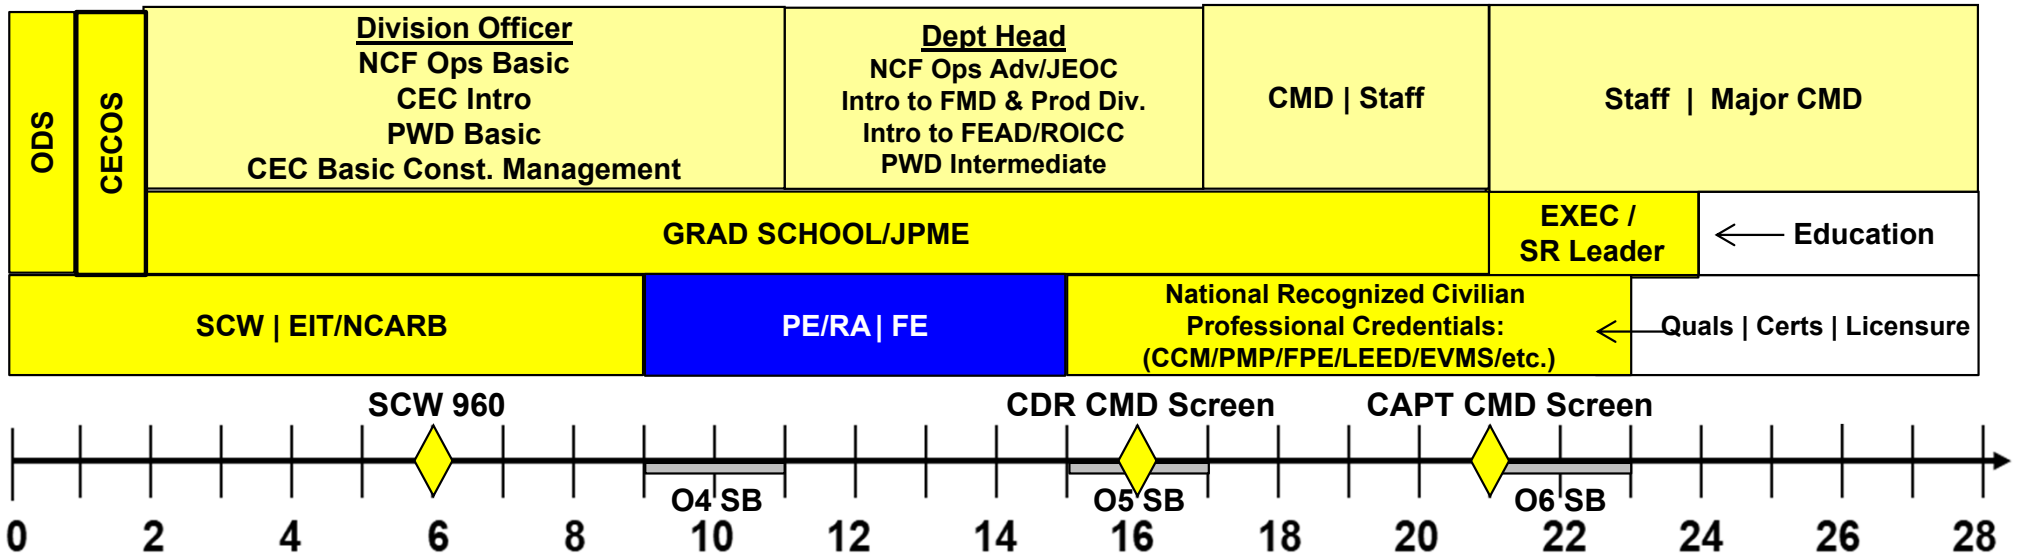 ODS
CECOS
Division Officer
NCF Ops Basic
CEC Intro
PWD Basic
CEC Basic Const. Management
Dept Head
NCF Ops Adv/JEOC
Intro to FMD & Prod Div.
Intro to FEAD/ROICC
PWD Intermediate
CMD | Staff
Staff | Major CMD
GRAD SCHOOL/JPME
EXEC /
SR Leader
Education
SCW | EIT/NCARB
PE/RA | FE
National Recognized Civilian
Professional Credentials:
(CCM/PMP/FPE/LEED/EVMS/etc.)
Quals | Certs | Licensure
SCW 960
CDR CMD Screen
CAPT CMD Screen
O4 SB
O5 SB
O6 SB
0 2 4 6 8 10 12 14 16 18 20 22 24 26 28